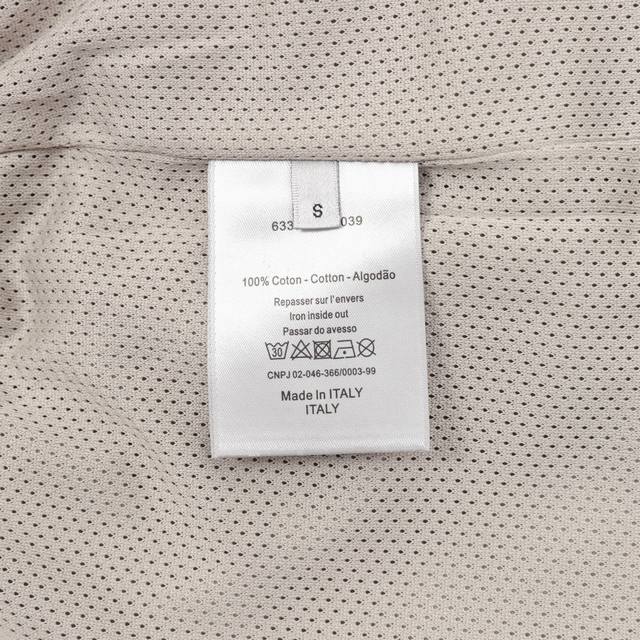 S
633 039
100% Coton - Cotton - Algodão
Repasser sur l'envers
Iron inside out
Passar do avesso
30
CNPJ 02-046-366/0003-99
Made In ITALY
ITALY